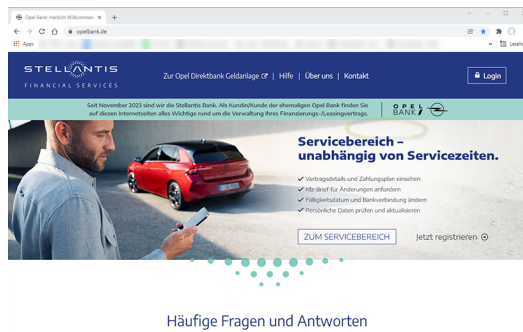 Opel Bank: Herzlich Willkommen
opelbank.de
Apps
STELLANTIS
FINANCIAL SERVICES
Zur Opel Direktbank Geldanlage | Hilfe | Über uns | Kontakt
Login
Seit November 2023 sind wir die Stellantis Bank. Als Kundin/Kunde der ehemaligen Opel Bank finden Sie
auf diesen Internetseiten alles Wichtige rund um die Verwaltung Ihres Finanzierungs-/Leasingvertrags.
OPEL
BANK
Servicebereich –
unabhängig von Servicezeiten.
Vertragsdetails und Zahlungsplan einsehen
Kfz-Brief für Änderungen anfordern
Fälligkeitsdatum und Bankverbindung ändern
Persönliche Daten prüfen und aktualisieren
ZUM SERVICEBEREICH
Jetzt registrieren
Häufige Fragen und Antworten